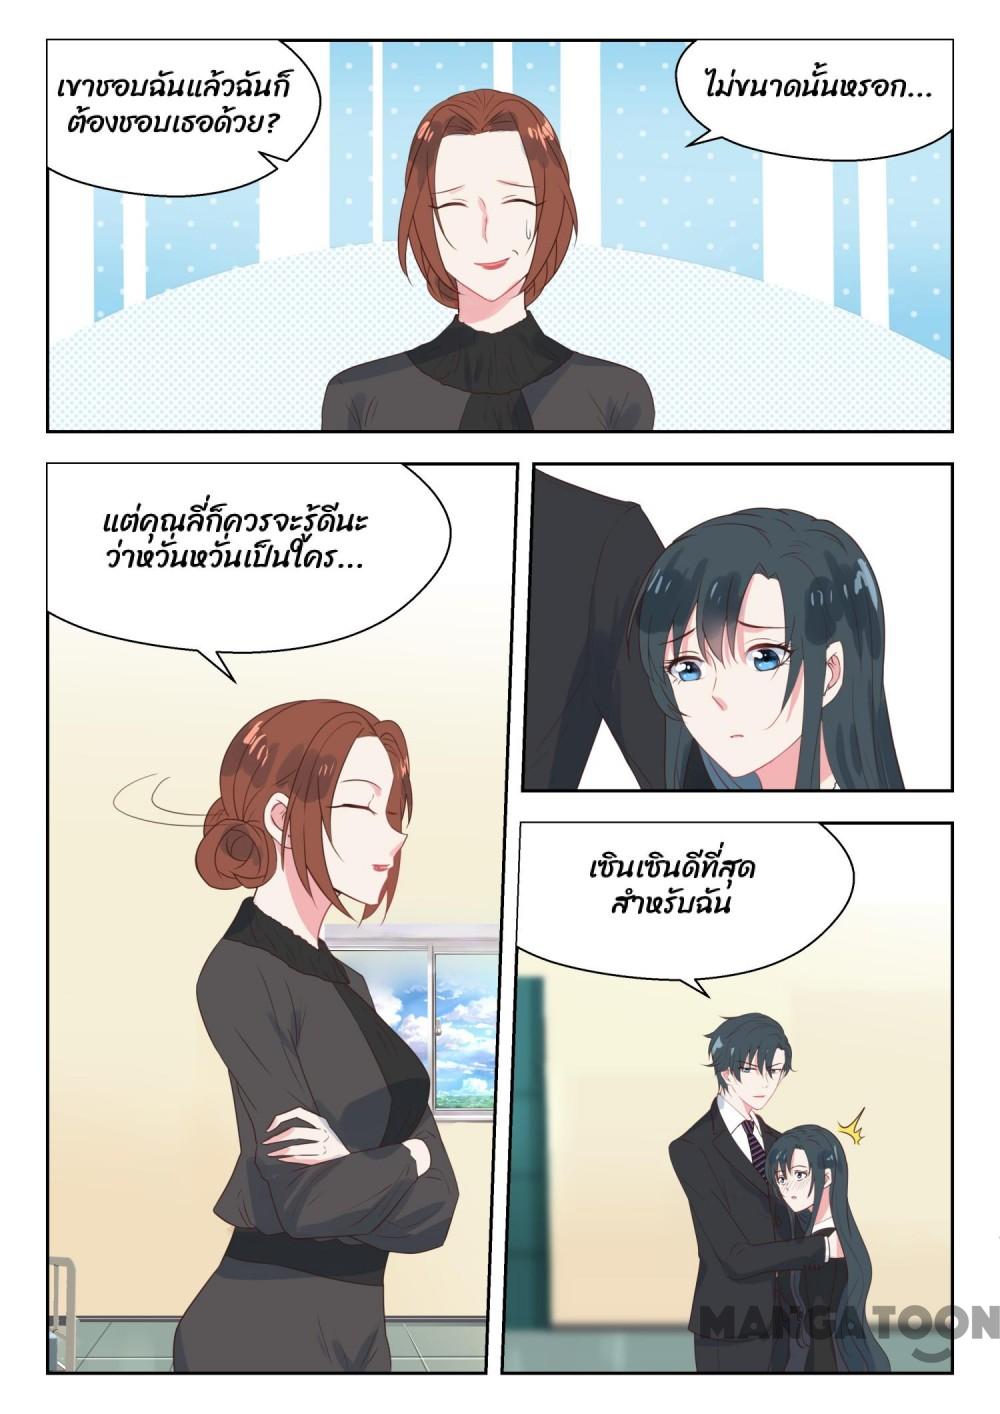 เขาชอบฉันแล้วฉันก็
ต้องชอบเธอด้วย?
ไม่ขนาดนั้นหรอก...
แต่คุณลี่ก็ควรจะรู้ดีนะ
ว่าหวั่นหวั่นเป็นใคร...
เซินเซินดีที่สุด
สำหรับฉัน
MANGATOON